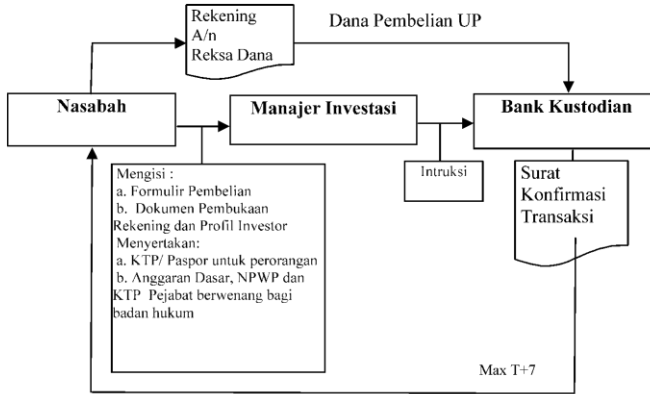 Rekening
A/n
Reksa Dana
Dana Pembelian UP
Nasabah
Manajer Investasi
Bank Kustodian
Mengisi :
a. Formulir Pembelian
b. Dokumen Pembukaan
Rekening dan Profil Investor
Menyertakan:
a. KTP/ Paspor untuk perorangan
b. Anggaran Dasar, NPWP dan
KTP Pejabat berwenang bagi
badan hukum
Intruksi
Surat
Konfirmasi
Transaksi
Max T+7